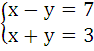 x − y = 7
x + y = 3